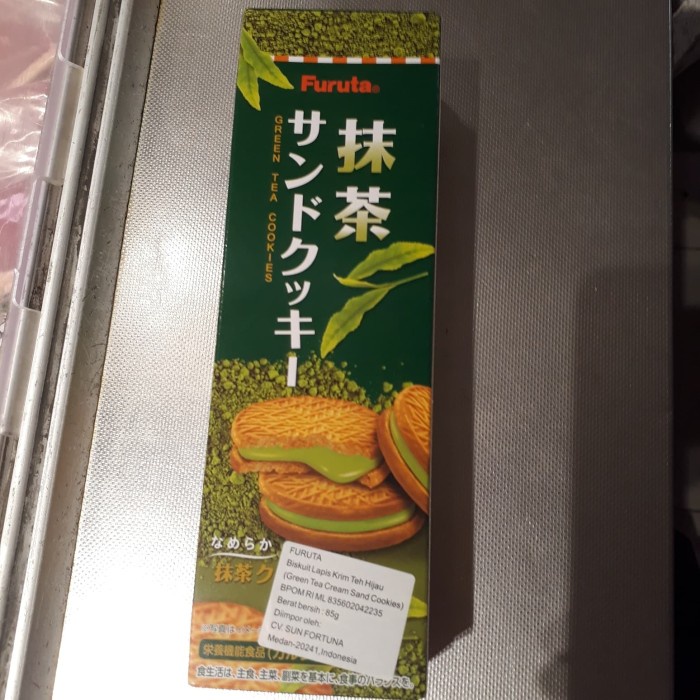 Furuta
抹茶
サンドクッキー
GREEN TEA COOKIES
なめらか
抹茶ク
FURUTA
Biskuit Lapis Krim Teh Hijau
(Green Tea Cream Sand Cookies)
BPOM RI ML 835602042235
Berat bersih : 85g
Diimpor oleh:
CV. SUN FORTUNA
Medan-20241, Indonesia
栄養機能食品(カル
食生活は、主食、主菜、副菜を基本に、食事のバランスを。